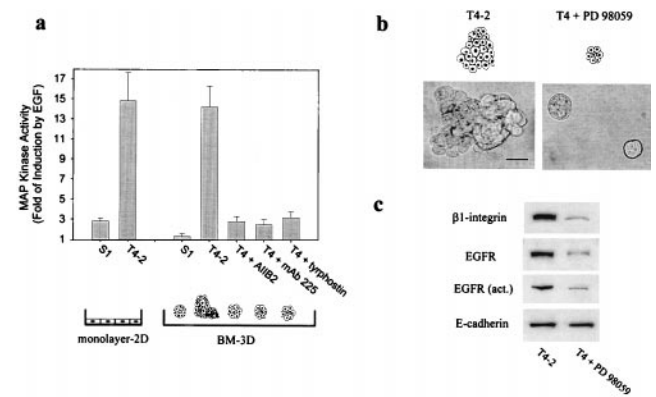 a
MAP Kinase Activity
(Fold of Induction by EGF)
17
15
13
11
9
7
5
3
1
S1
T4-2
S1
T4-2
T4 + AIIB2
T4 + mAb 225
T4 + tyrphostin
monolayer-2D
BM-3D
b
T4-2
T4 + PD 98059
c
β1-integrin
EGFR
EGFR (act.)
E-cadherin
T4-2
T4 + PD 98059